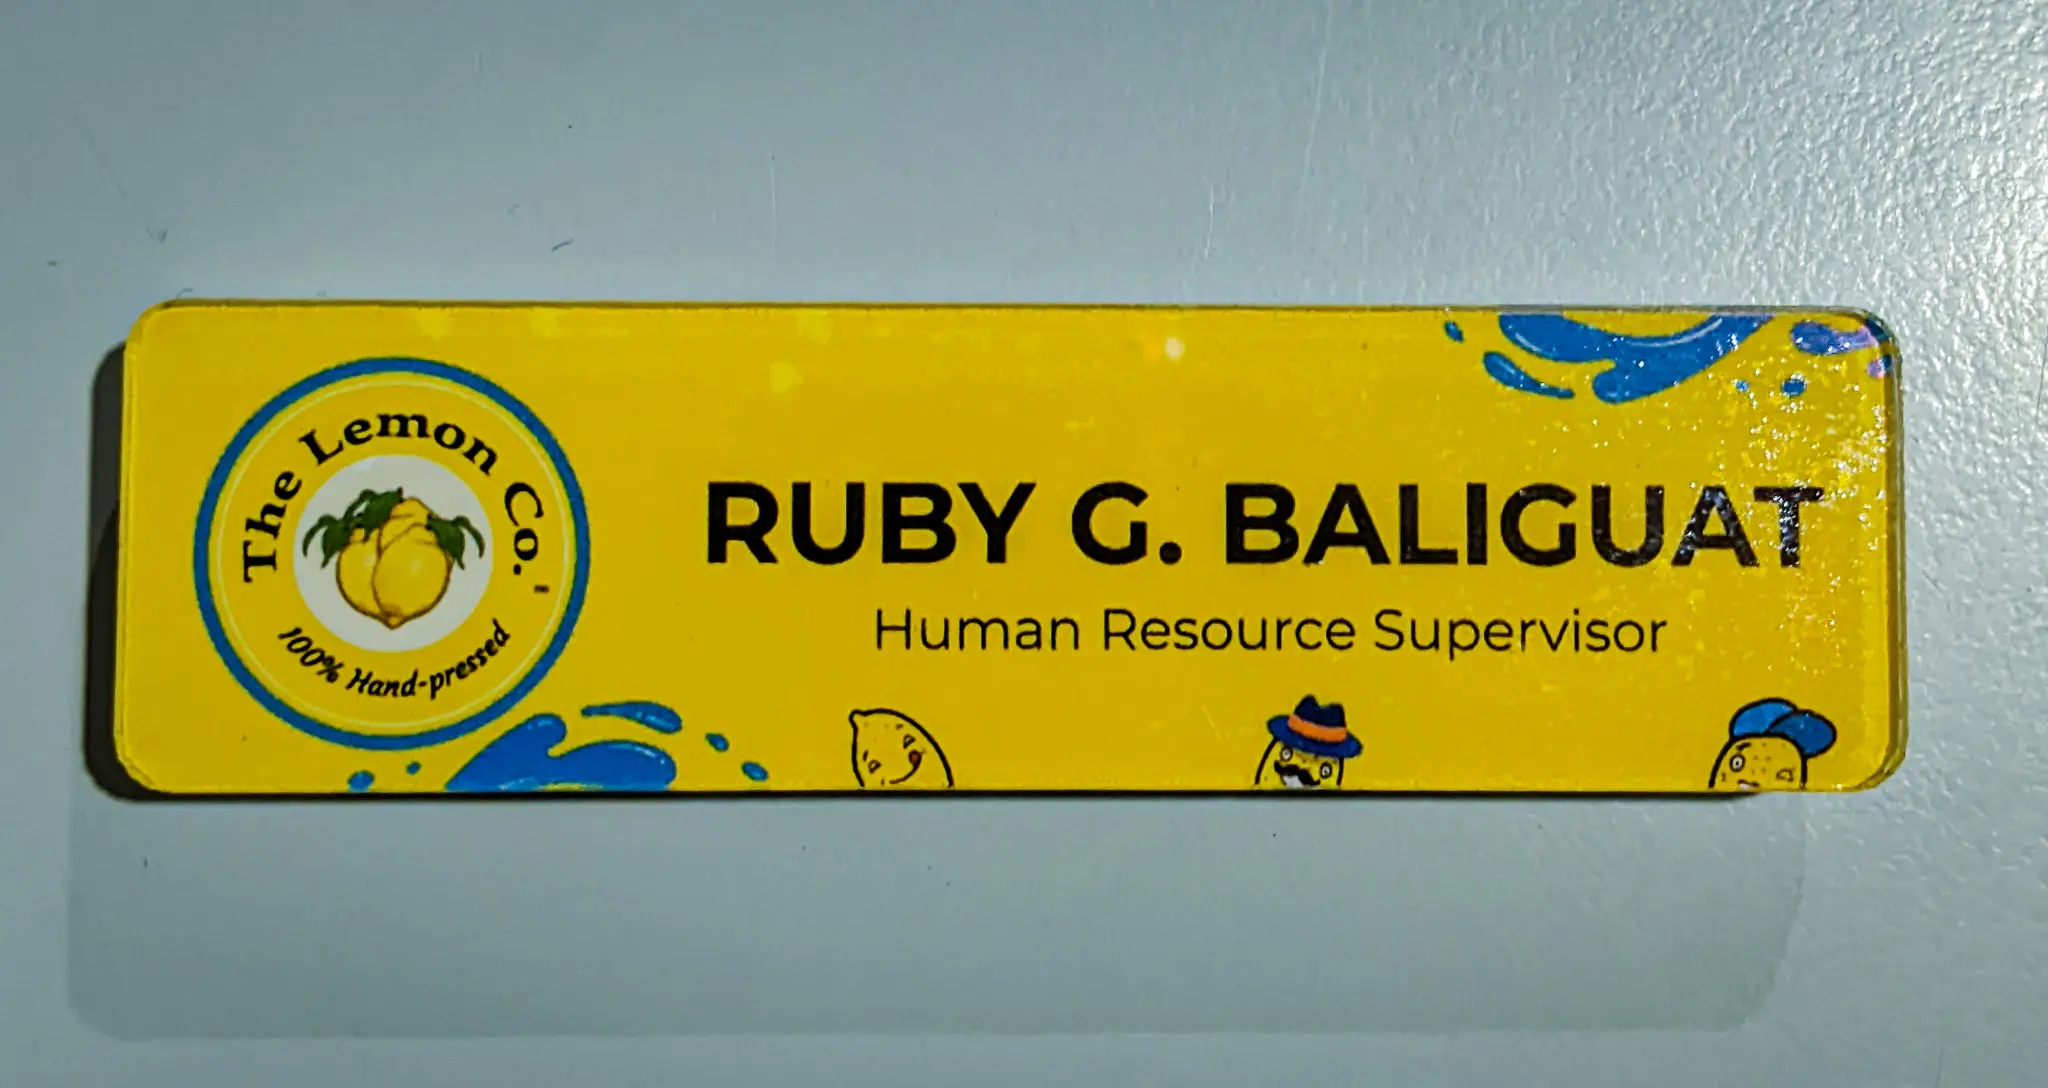 The Lemon Co.
100% Hand-pressed
RUBY G. BALIGUAT
Human Resource Supervisor